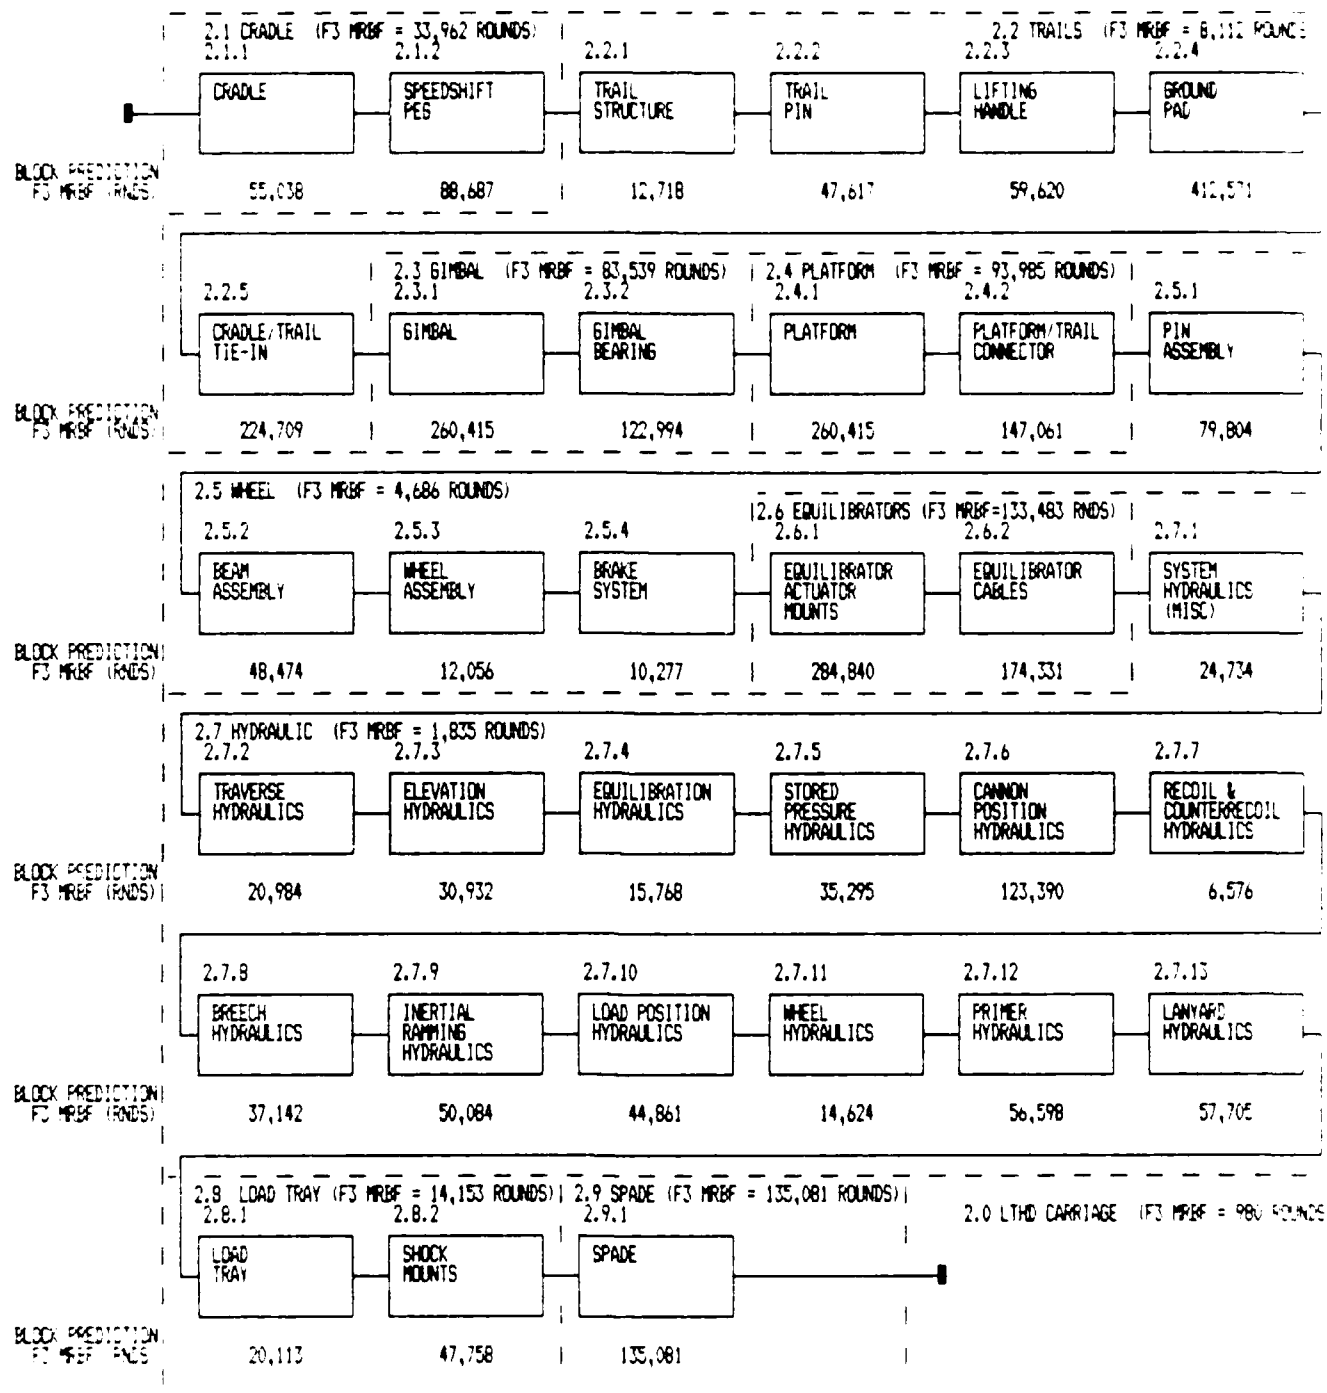 2.1 CRADLE (F3 MRBF = 33,962 ROUNDS)
2.2 TRAILS (F3 MRBF = 8,112 ROUNDS
2.1.1 2.1.2 2.2.1 2.2.2 2.2.3 2.2.4
CRADLE
SPEEDSHIFT
PEG
TRAIL
STRUCTURE
TRAIL
PIN
LIFTING
HANDLE
GROUND
PAD
BLOCK PREDICTION
F3 MRBF (RNDS) 55,038 88,687 12,718 47,617 59,620 412,571
2.3 GIMBAL (F3 MRBF = 83,539 ROUNDS)
2.4 PLATFORM (F3 MRBF = 93,985 ROUNDS)
2.2.5 2.3.1 2.3.2 2.4.1 2.4.2 2.5.1
CRADLE/TRAIL
TIE-IN
GIMBAL
GIMBAL
BEARING
PLATFORM
PLATFORM/TRAIL
CONNECTOR
PIN
ASSEMBLY
BLOCK PREDICTION
F3 MRBF (RNDS) 224,709 260,415 122,994 260,415 147,061 79,804
2.5 WHEEL (F3 MRBF = 4,686 ROUNDS)
2.6 EQUILIBRATORS (F3 MRBF=133,483 RNDS)
2.5.2 2.5.3 2.5.4 2.6.1 2.6.2 2.7.1
BEAM
ASSEMBLY
WHEEL
ASSEMBLY
BRAKE
SYSTEM
EQUILIBRATOR
ACTUATOR
MOUNTS
EQUILIBRATOR
CABLES
SYSTEM
HYDRAULICS
(MISC)
BLOCK PREDICTION
F3 MRBF (RNDS) 48,474 12,056 10,277 284,840 174,331 24,734
2.7 HYDRAULIC (F3 MRBF = 1,835 ROUNDS)
2.7.2 2.7.3 2.7.4 2.7.5 2.7.6 2.7.7
TRAVERSE
HYDRAULICS
ELEVATION
HYDRAULICS
EQUILIBRATION
HYDRAULICS
STORED
PRESSURE
HYDRAULICS
CANNON
POSITION
HYDRAULICS
RECOIL &
COUNTERRECOIL
HYDRAULICS
BLOCK PREDICTION
F3 MRBF (RNDS) 20,984 30,932 15,768 35,295 123,390 6,576
2.7.8 2.7.9 2.7.10 2.7.11 2.7.12 2.7.13
BREECH
HYDRAULICS
INERTIAL
RAMMING
HYDRAULICS
LOAD POSITION
HYDRAULICS
WHEEL
HYDRAULICS
PRIMER
HYDRAULICS
LANYARD
HYDRAULICS
BLOCK PREDICTION
F3 MRBF (RNDS) 37,142 50,084 44,861 14,624 56,598 57,705
2.8 LOAD TRAY (F3 MRBF = 14,153 ROUNDS)
2.9 SPADE (F3 MRBF = 135,081 ROUNDS)
2.8.1 2.8.2 2.9.1
2.0 LTHD CARRIAGE (F3 MRBF = 980 ROUNDS
LOAD
TRAY
SHOCK
MOUNTS
SPADE
BLOCK PREDICTION
F3 MRBF (RNDS 20,113 47,758 135,081